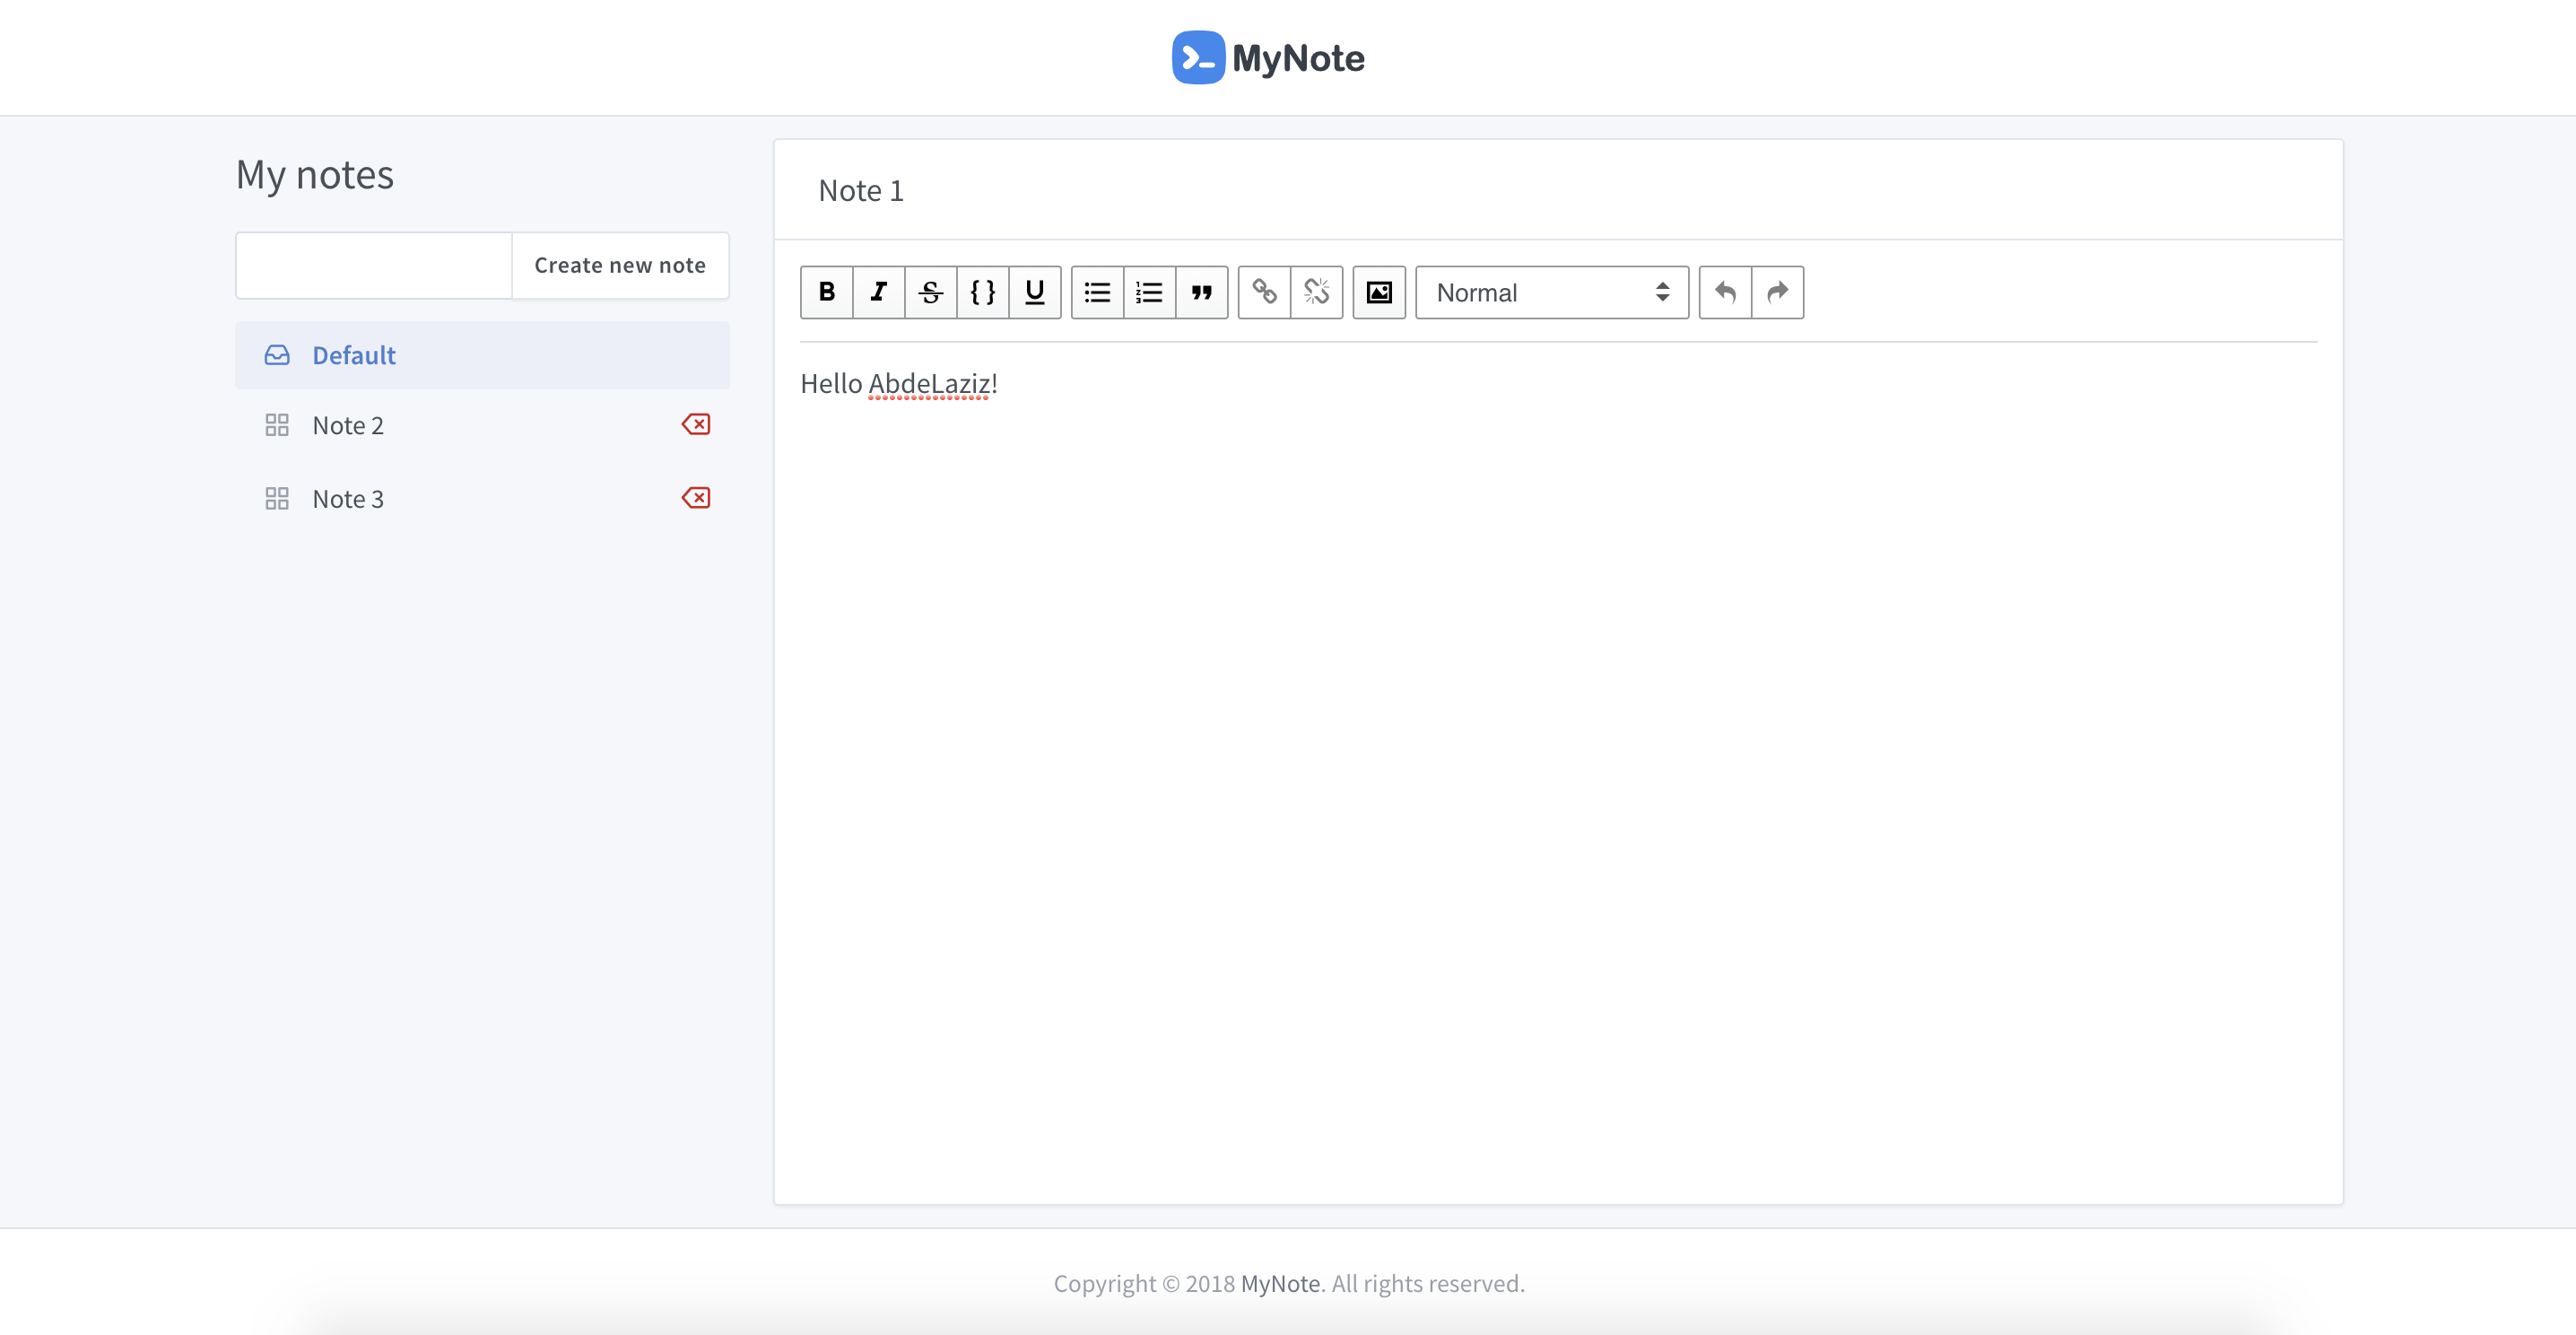 MyNote
My notes
Create new note
Default
Note 2
Note 3
Note 1
B I S { } U Normal
Hello AbdeLaziz!
Copyright © 2018 MyNote. All rights reserved.